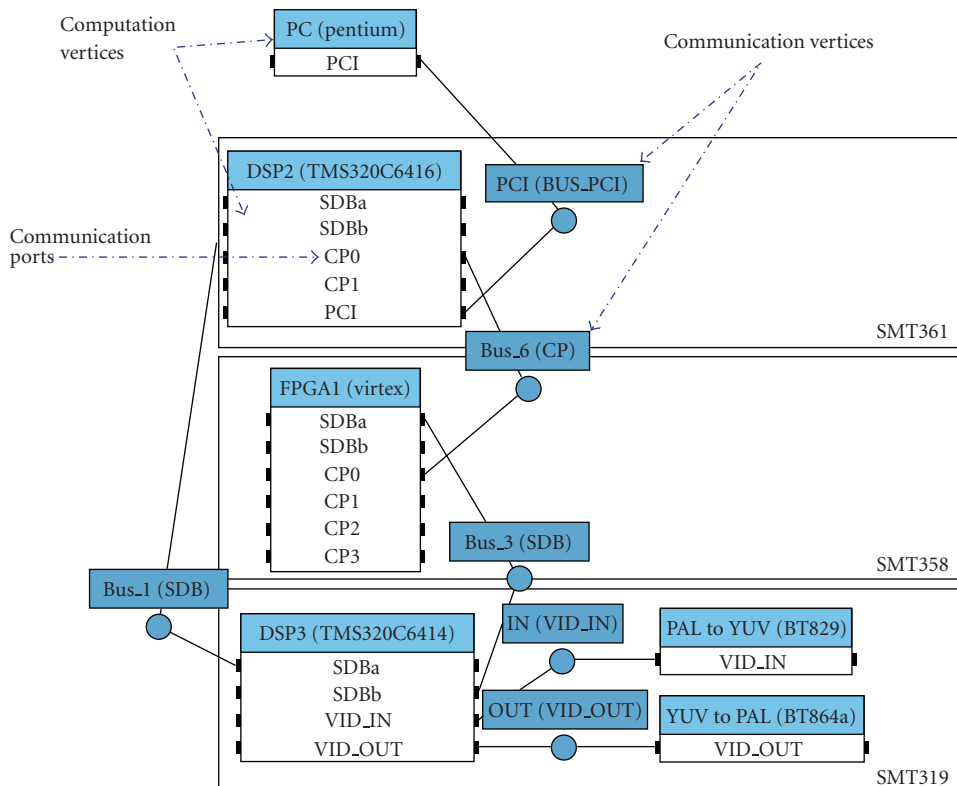 Computation
vertices
PC (pentium)
PCI
Communication vertices
DSP2 (TMS320C6416)
SDBa
SDBb
CP0
CP1
PCI
PCI (BUS_PCI)
Communication
ports
Bus_6 (CP)
SMT361
FPGA1 (virtex)
SDBa
SDBb
CP0
CP1
CP2
CP3
Bus_3 (SDB)
SMT358
Bus_1 (SDB)
DSP3 (TMS320C6414)
SDBa
SDBb
VID_IN
VID_OUT
IN (VID_IN)
OUT (VID_OUT)
PAL to YUV (BT829)
VID_IN
YUV to PAL (BT864a)
VID_OUT
SMT319